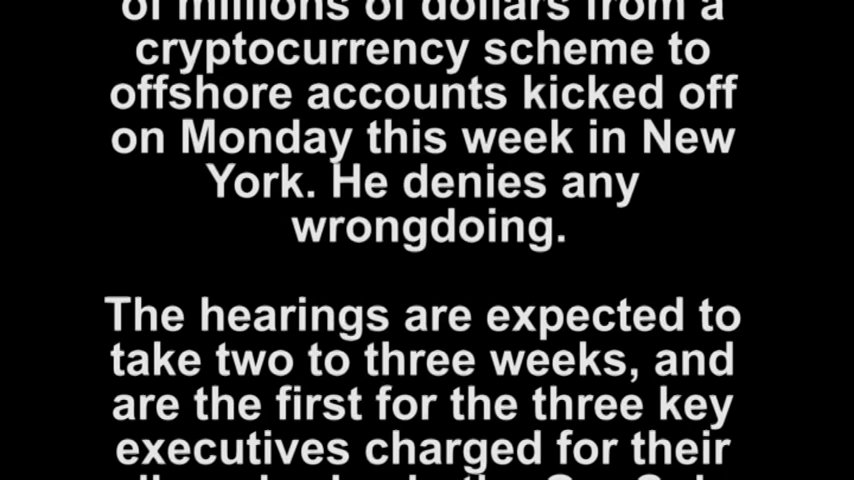 of millions of dollars from a
cryptocurrency scheme to
offshore accounts kicked off
on Monday this week in New
York. He denies any
wrongdoing.
The hearings are expected to
take two to three weeks, and
are the first for the three key
executives charged for their